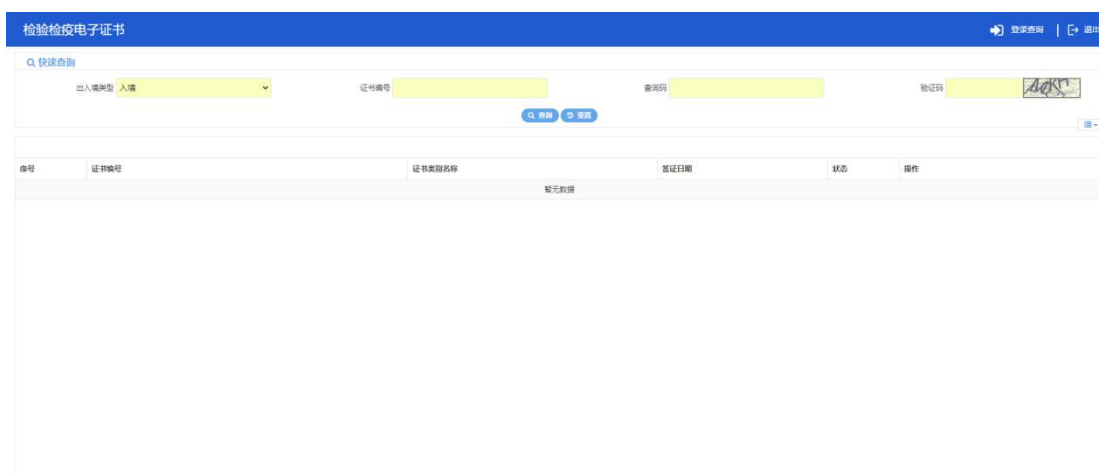 检验检疫电子证书
登录查询
退出
快速查询
出入境类型 入境
证书编号
查询码
验证码
查询 重置
序号 证书编号 证书类别名称 签证日期 状态 操作
暂无数据